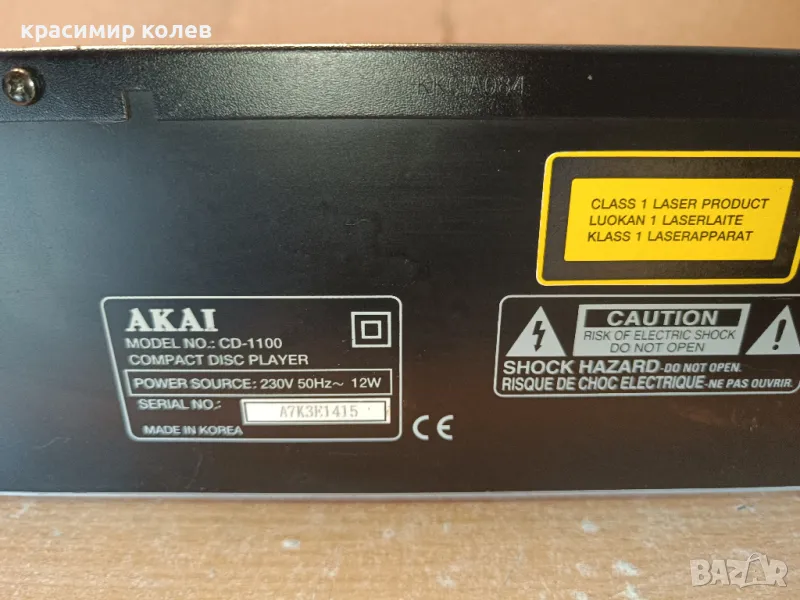 красимир колев
CLASS 1 LASER PRODUCT
LUOKAN 1 LASERLAITE
KLASS 1 LASERAPPARAT
AKAI
MODEL NO.: CD-1100
COMPACT DISC PLAYER
POWER SOURCE: 230V 50Hz~ 12W
SERIAL NO.: A7K3E1415
MADE IN KOREA
CE
CAUTION
RISK OF ELECTRIC SHOCK
DO NOT OPEN
SHOCK HAZARD-DO NOT OPEN.
RISQUE DE CHOC ELECTRIQUE-NE PAS OUVRIR.
BAZAR